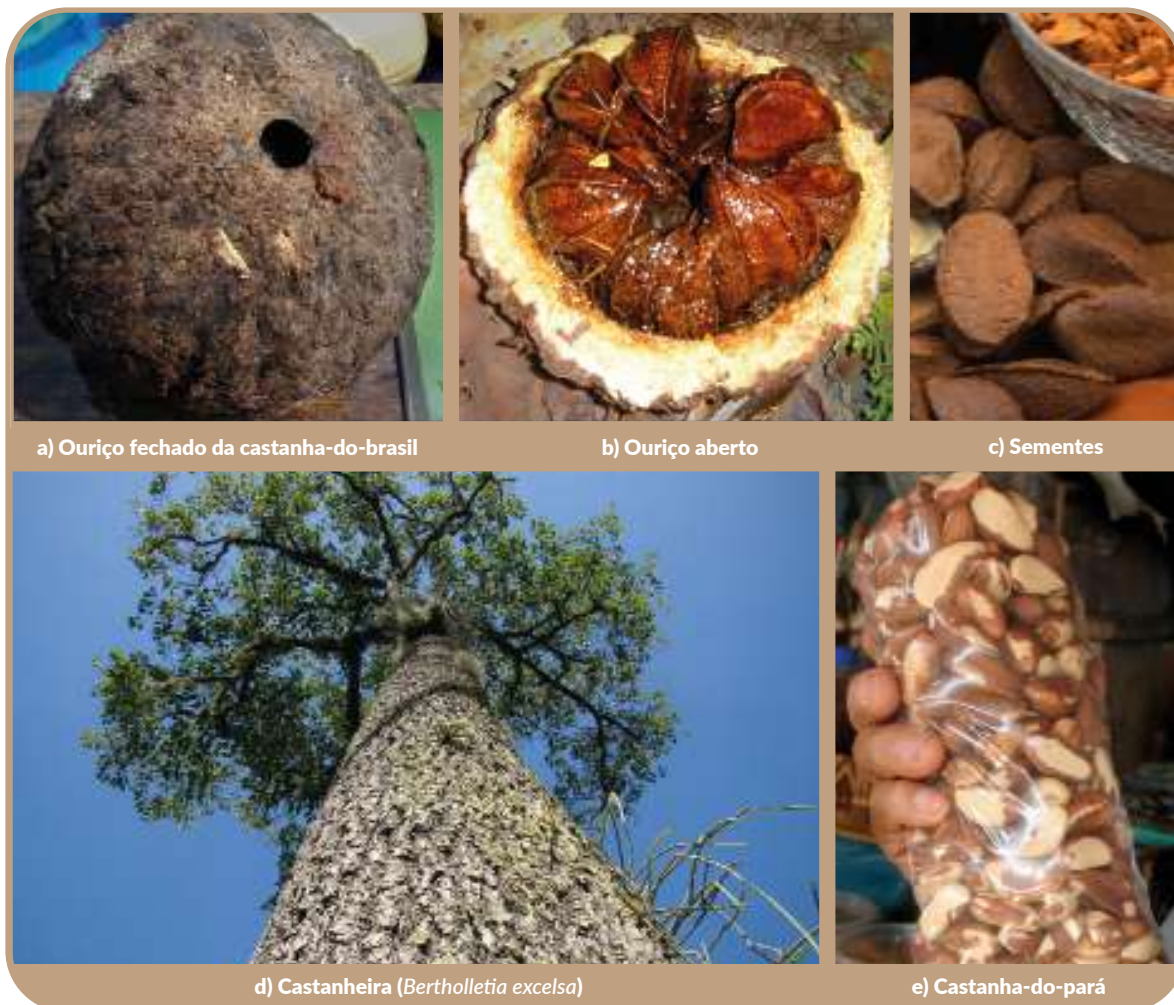 a) Ouriço fechado da castanha-do-brasil
b) Ouriço aberto
c) Sementes
d) Castanheira (Bertholletia excelsa)
e) Castanha-do-pará